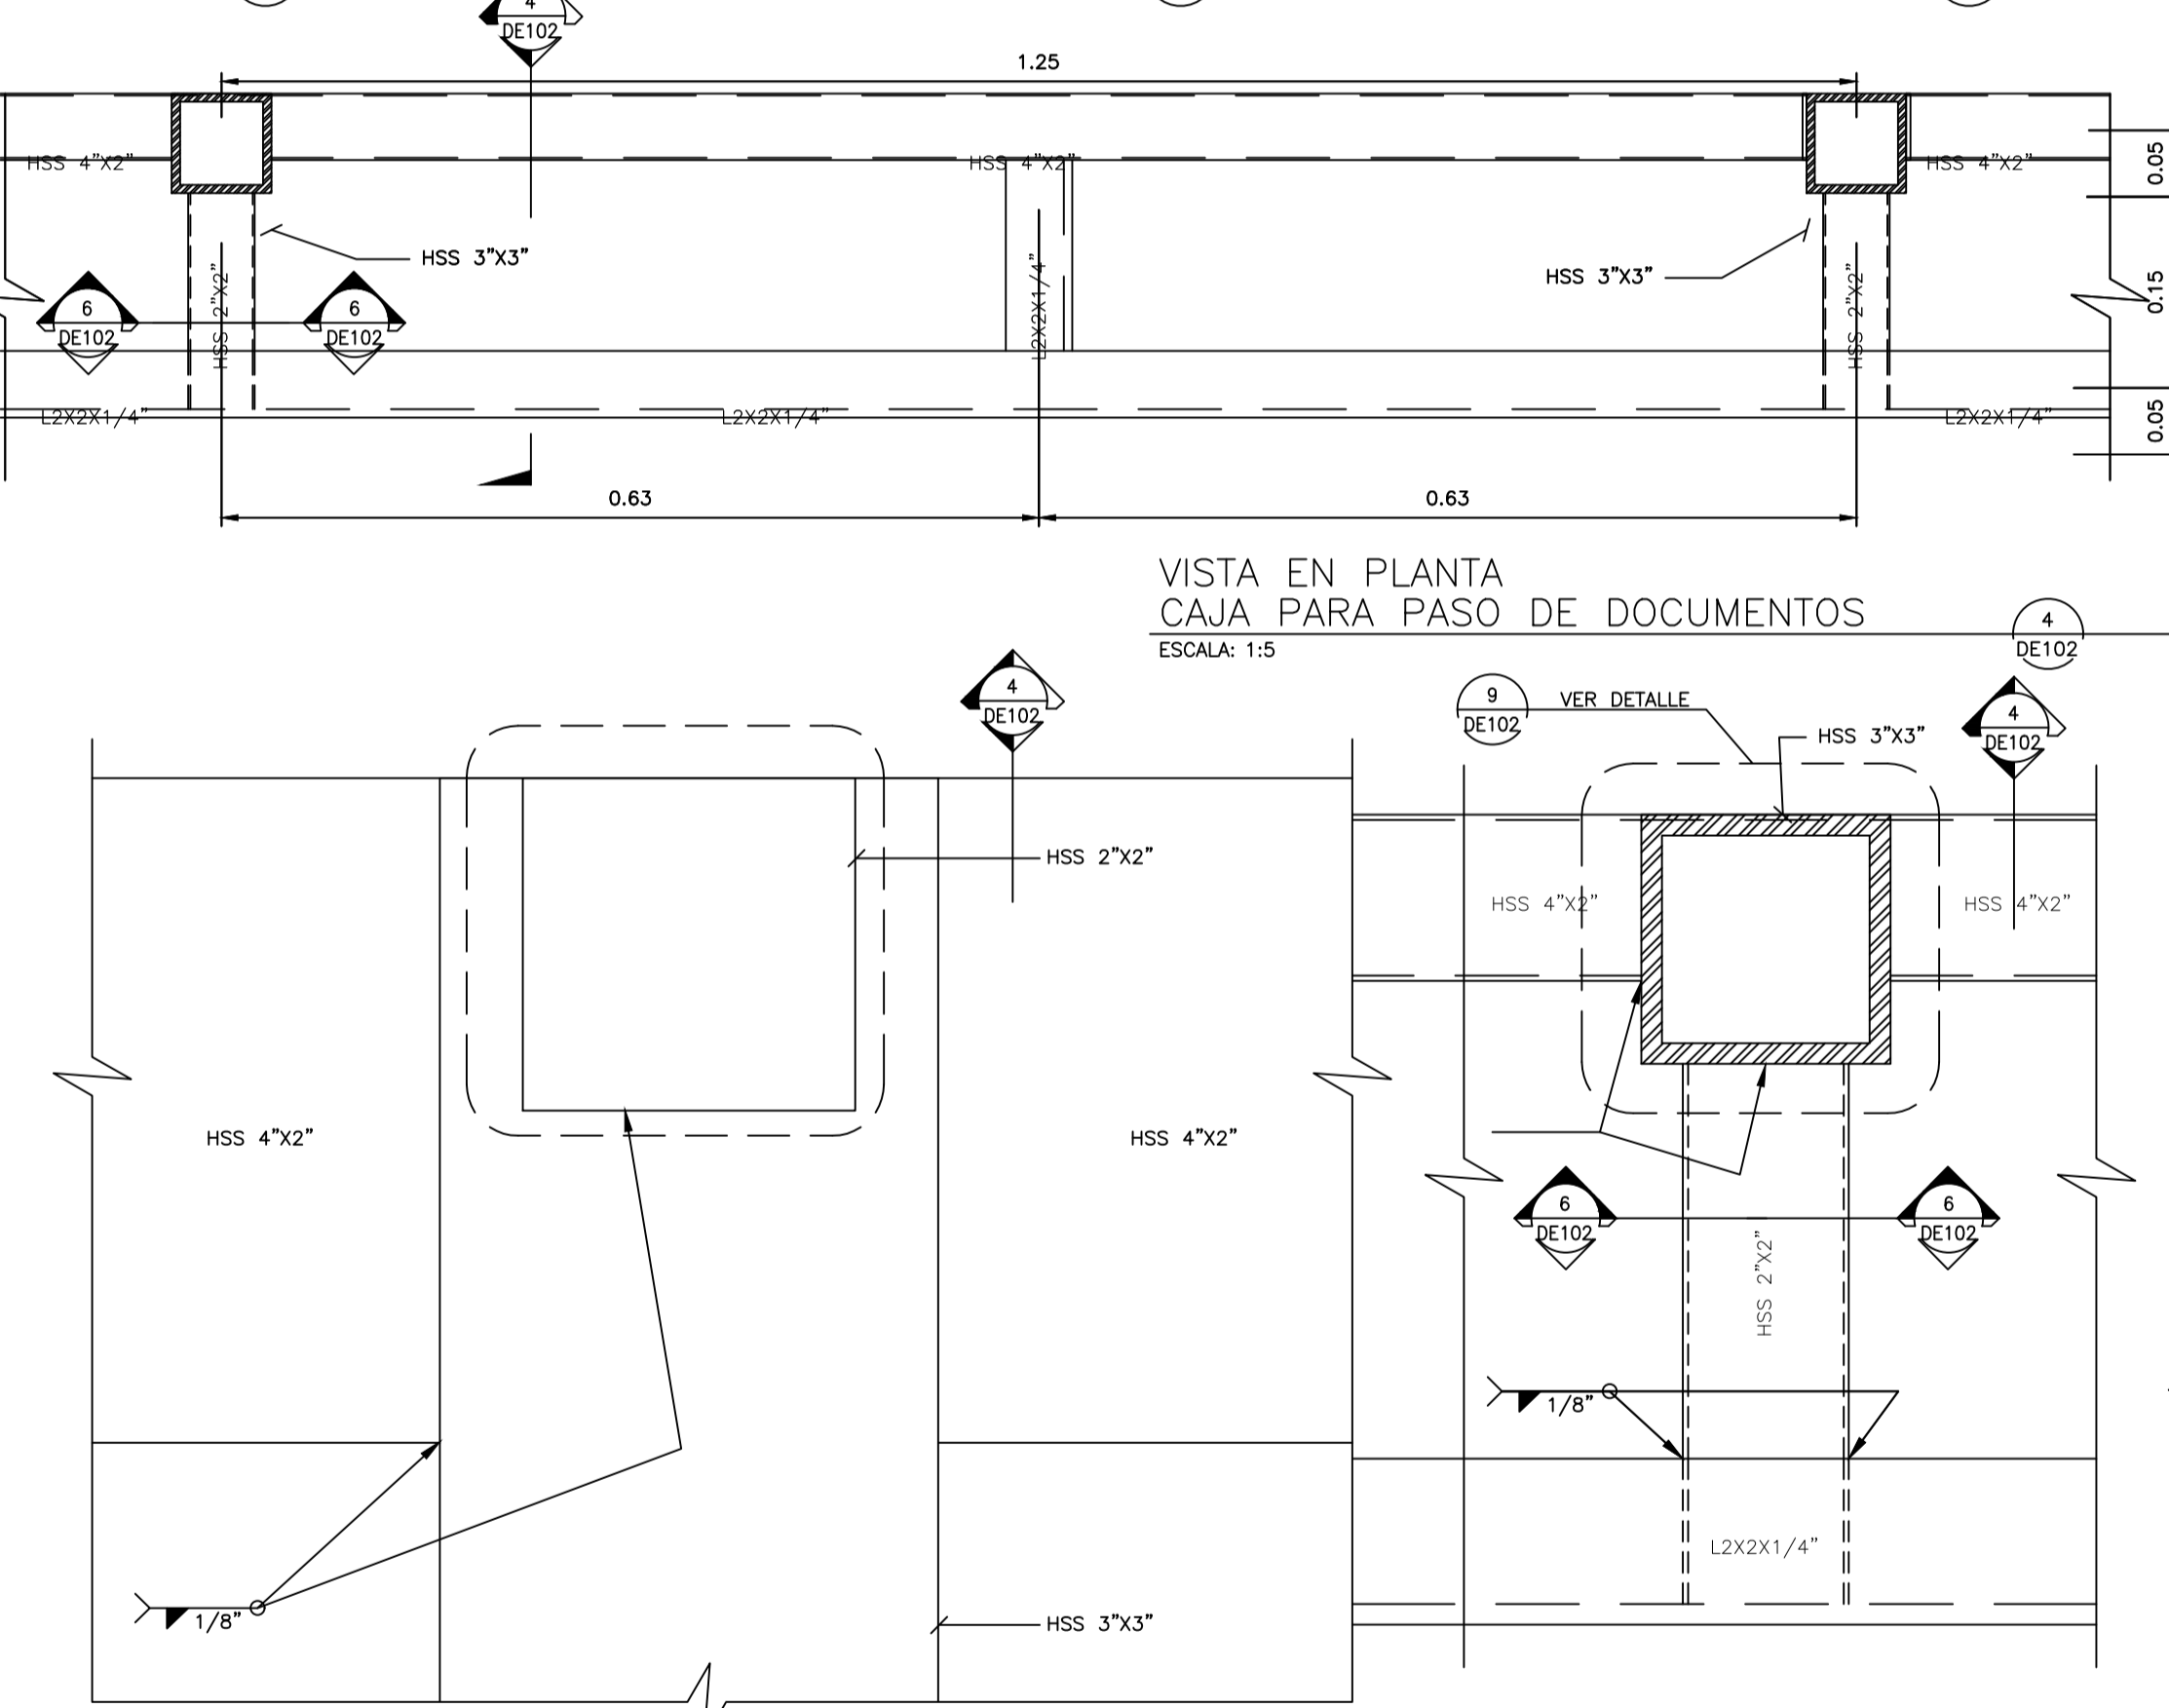 4
DE102
1.25
HSS 4"X2"
HSS 4"X2"
HSS 4"X2"
0.05
HSS 3"X3"
HSS 3"X3"
HSS 2"X2"
L2X2X1/4"
HSS 2"X2"
0.15
6
DE102
6
DE102
L2X2X1/4"
L2X2X1/4"
L2X2X1/4"
0.05
0.63
0.63
VISTA EN PLANTA
CAJA PARA PASO DE DOCUMENTOS
ESCALA: 1:5
4
DE102
4
DE102
HSS 2"X2"
HSS 4"X2"
HSS 4"X2"
1/8"
HSS 3"X3"
9
DE102
VER DETALLE
HSS 3"X3"
4
DE102
HSS 4"X2"
HSS 4"X2"
6
DE102
6
DE102
HSS 2"X2"
1/8"
L2X2X1/4"